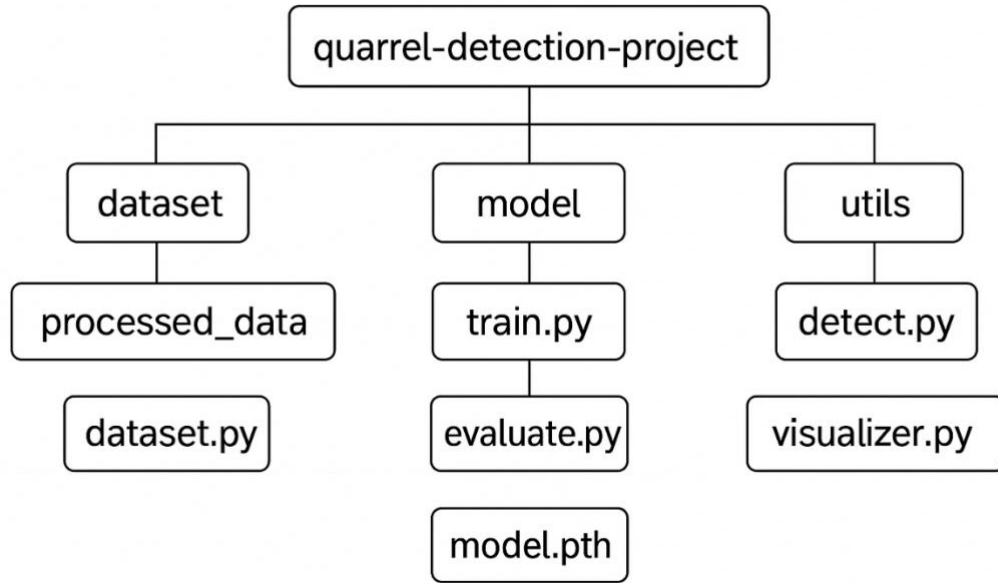 quarrel-detection-project
dataset
model
utils
processed_data
train.py
detect.py
dataset.py
evaluate.py
visualizer.py
model.pth